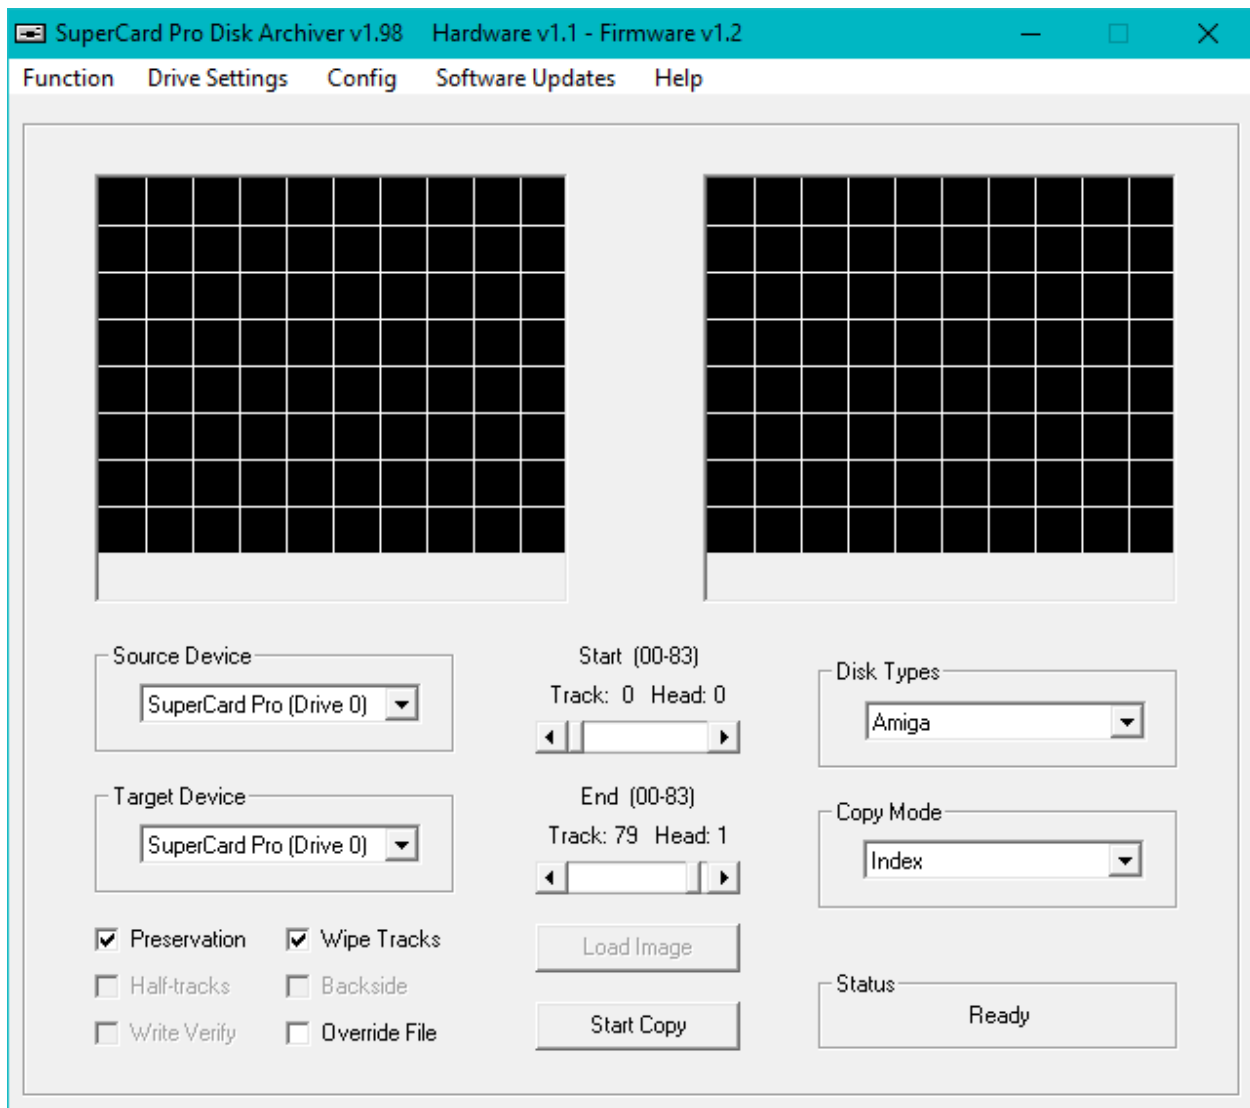 SuperCard Pro Disk Archiver v1.98 Hardware v1.1 - Firmware v1.2
Function Drive Settings Config Software Updates Help
Source Device
SuperCard Pro (Drive 0)
Start (00-83)
Track: 0 Head: 0
Disk Types
Amiga
Target Device
SuperCard Pro (Drive 0)
End (00-83)
Track: 79 Head: 1
Copy Mode
Index
Preservation Wipe Tracks
Half-tracks Backside
Write Verify Override File
Load Image
Start Copy
Status
Ready